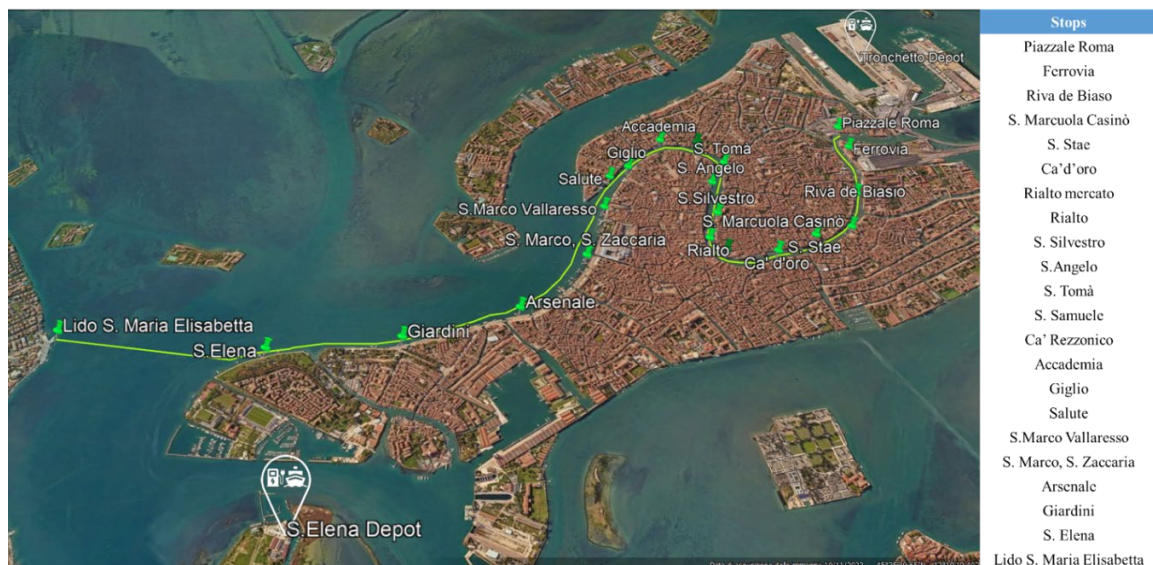 Tronchetto Depot
Piazzale Roma
Accademia
S. Toma
Ferrovia
Giglio
S. Angelo
Salute
Riva de Biasio
S.Silvestro
S.Marco Vallaresso
S. Marcuola Casinò
S. Marco, S. Zaccaria
Rialto
S. Stae
Ca' d'oro
Arsenale
Lido S. Maria Elisabetta
Giardini
S.Elena
S.Elena Depot
Stops
Piazzale Roma
Ferrovia
Riva de Biaso
S. Marcuola Casinò
S. Stae
Ca'd'oro
Rialto mercato
Rialto
S. Silvestro
S.Angelo
S. Tomà
S. Samuele
Ca' Rezzonico
Accademia
Giglio
Salute
S.Marco Vallaresso
S. Marco, S. Zaccaria
Arsenale
Giardini
S. Elena
Lido S. Maria Elisabetta